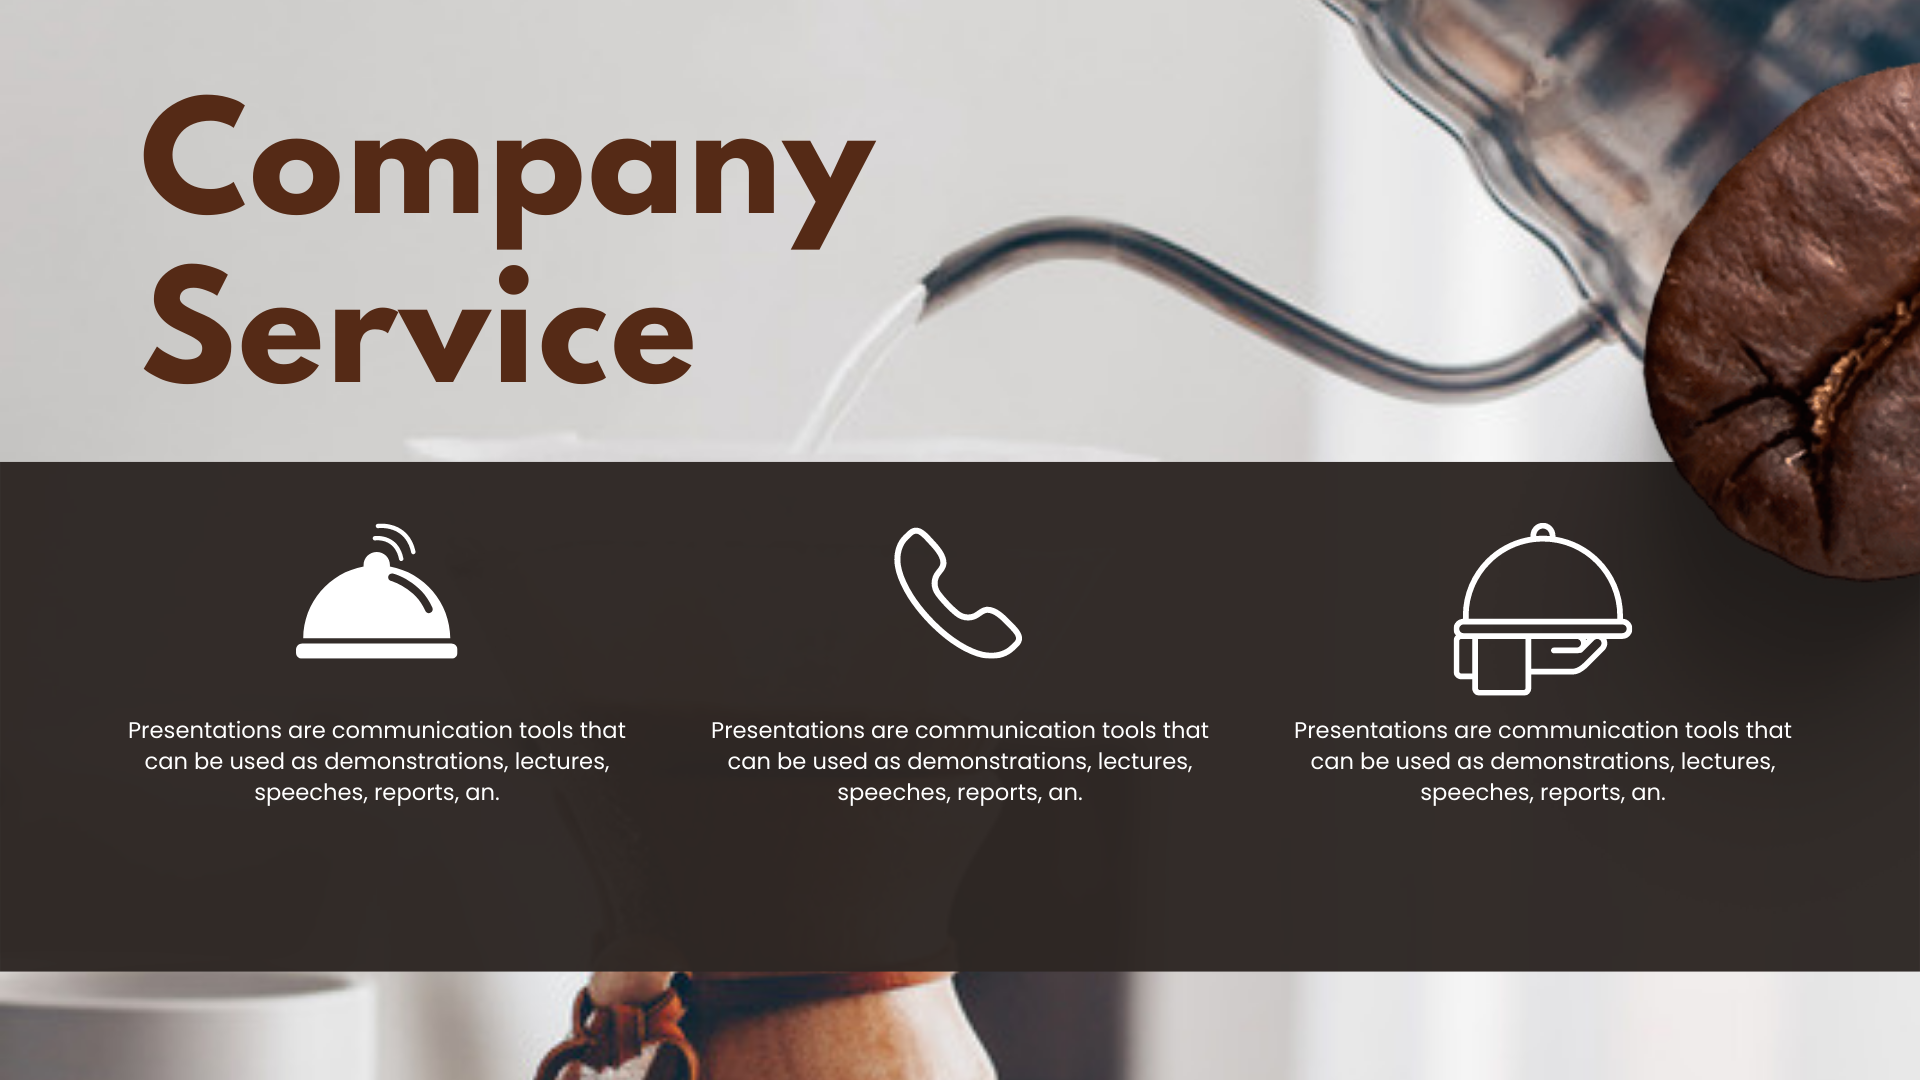 Company
Service
Presentations are communication tools that
can be used as demonstrations, lectures,
speeches, reports, an.
Presentations are communication tools that
can be used as demonstrations, lectures,
speeches, reports, an.
Presentations are communication tools that
can be used as demonstrations, lectures,
speeches, reports, an.